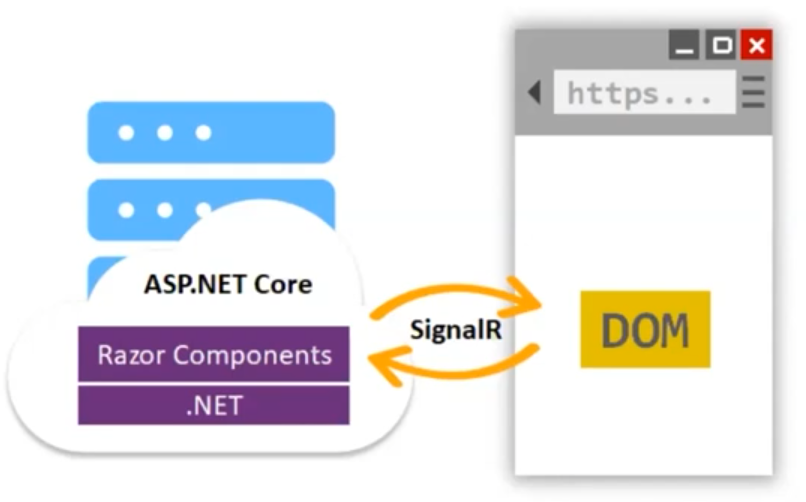 https...
ASP.NET Core
Razor Components
.NET
SignalR
DOM